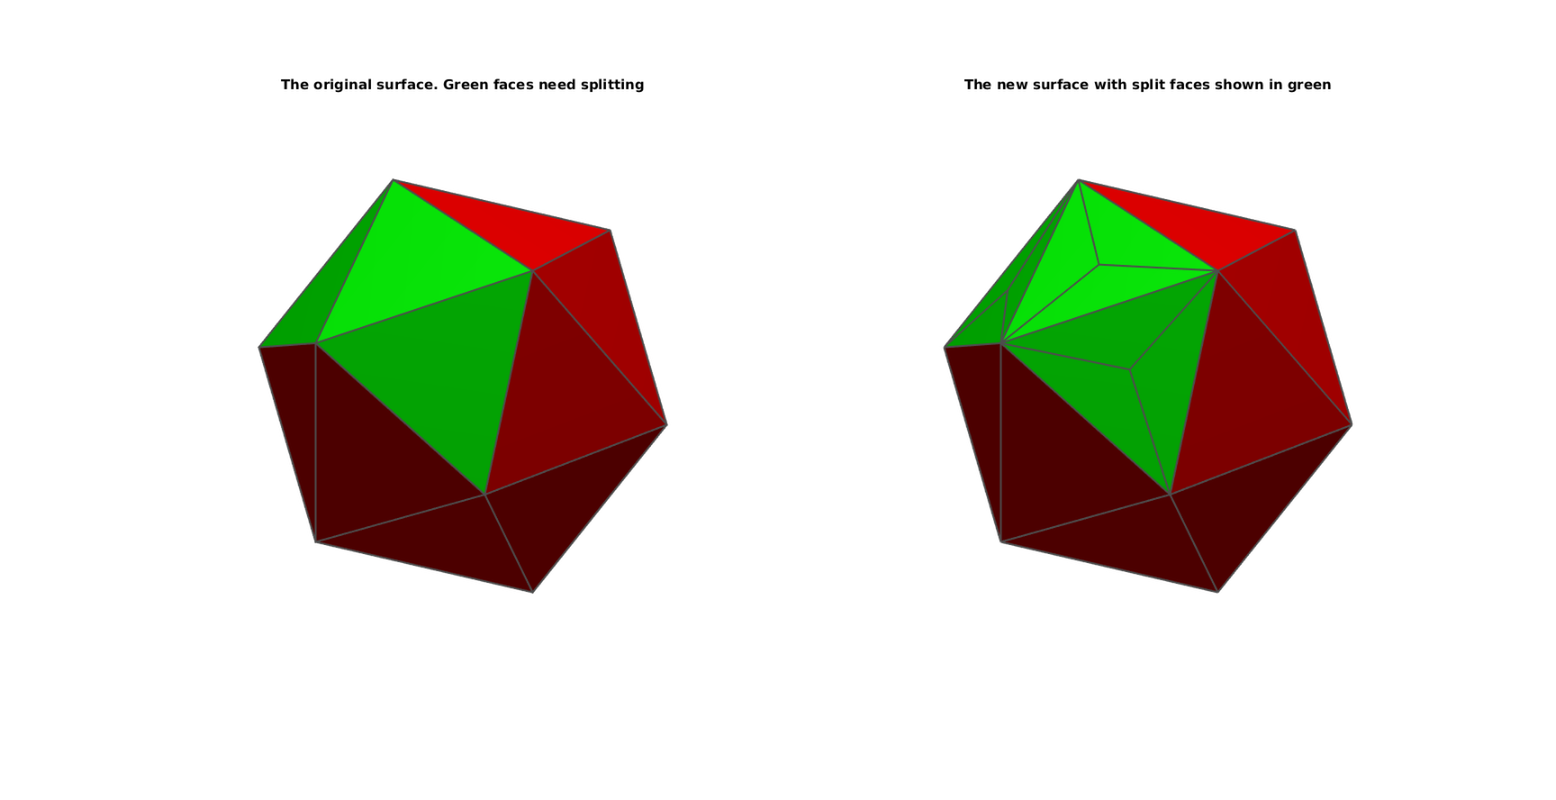 The original surface. Green faces need splitting
The new surface with split faces shown in green